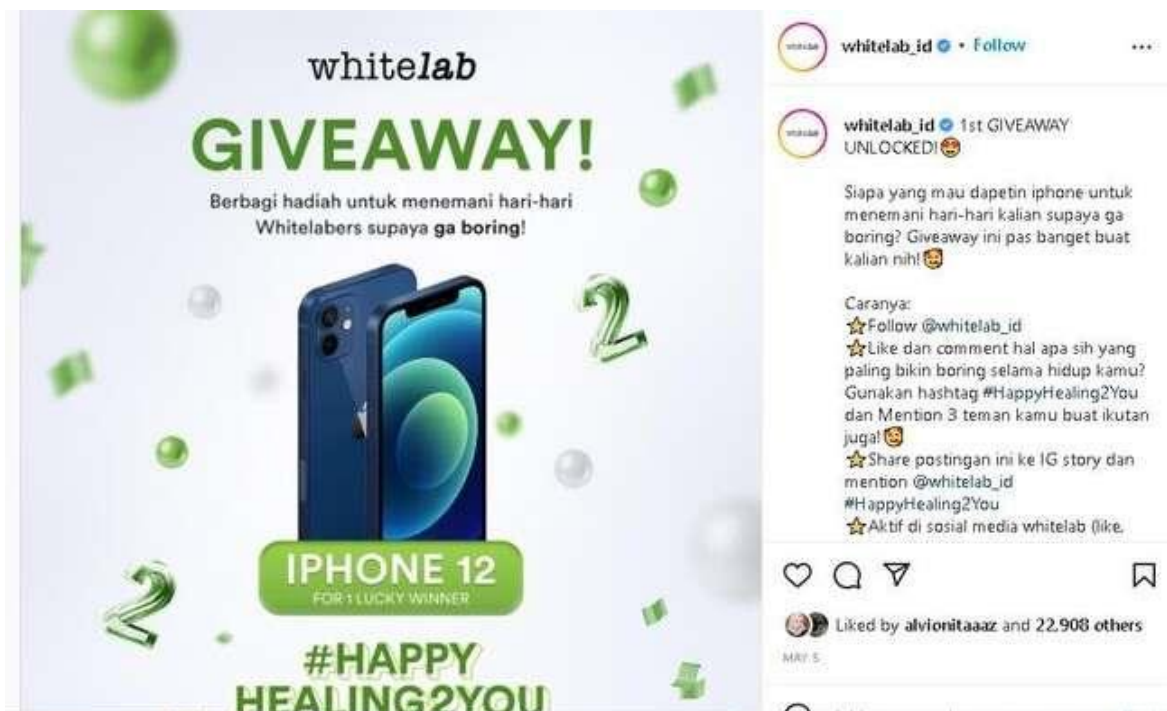 whitelab
GIVEAWAY!
Berbagi hadiah untuk menemani hari-hari
Whitelabers supaya ga boring!
2
2
IPHONE 12
FOR 1 LUCKY WINNER
#HAPPY
HEALING2YOU
whitelab_id • Follow
whitelab_id 1st GIVEAWAY
UNLOCKED!🤩
Siapa yang mau dapetin iphone untuk
menemani hari-hari kalian supaya ga
boring? Giveaway ini pas banget buat
kalian nih!🥰
Caranya:
⭐Follow @whitelab_id
⭐Like dan comment hal apa sih yang
paling bikin boring selama hidup kamu?
Gunakan hashtag #HappyHealing2You
dan Mention 3 teman kamu buat ikutan
juga!🥰
⭐Share postingan ini ke IG story dan
mention @whitelab_id
#HappyHealing2You
⭐Aktif di sosial media whitelab (like,
Liked by alvionitaaaz and 22,908 others
MAY 5